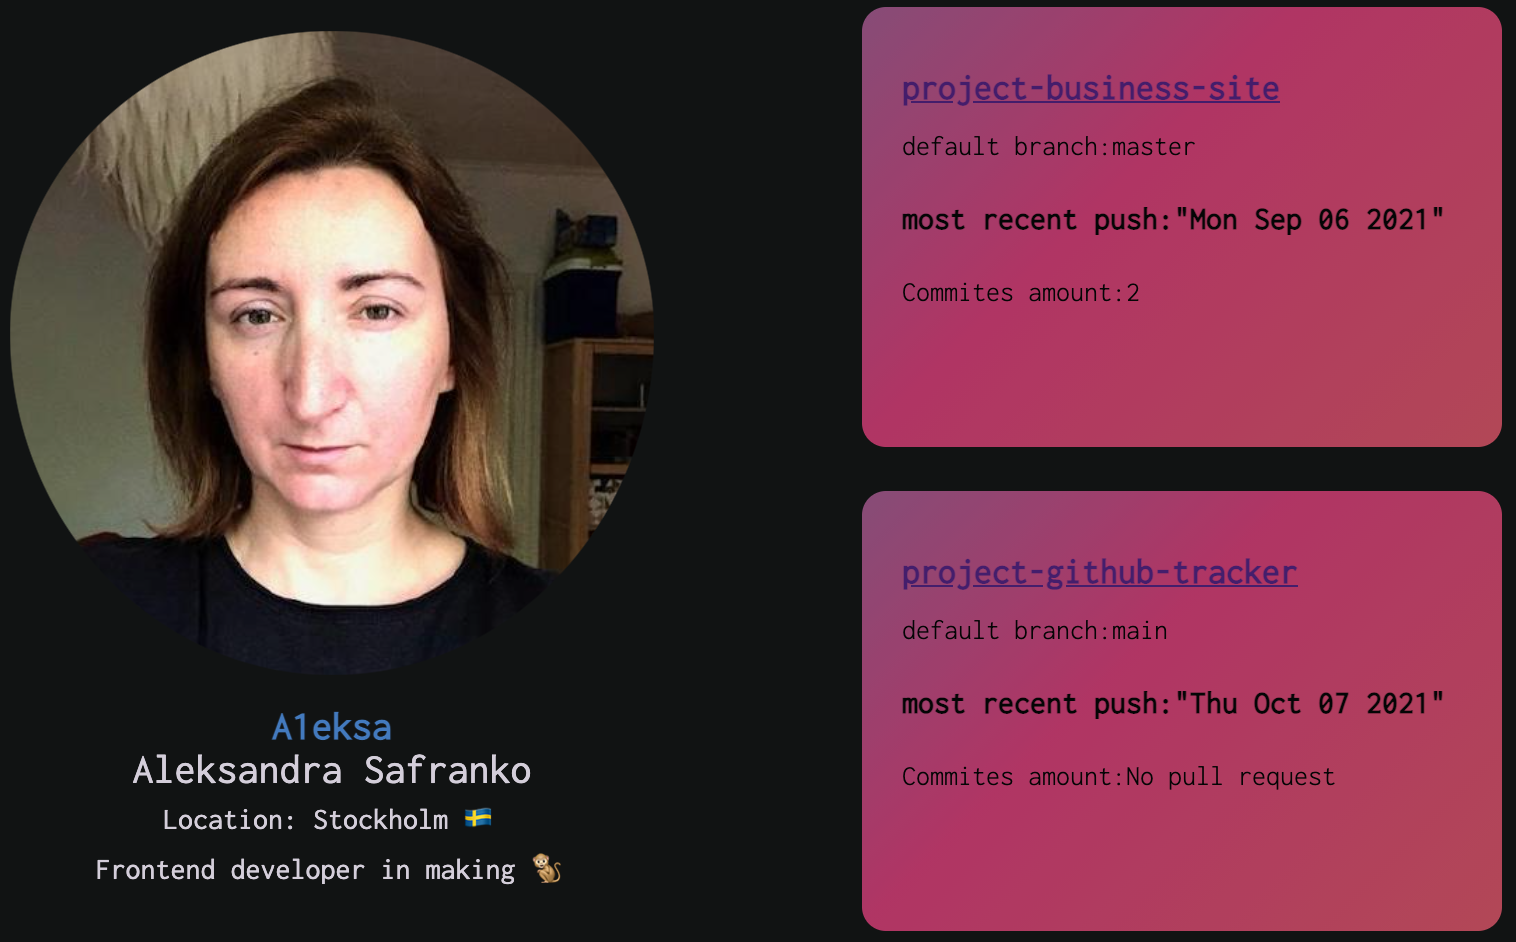 A1eksa
Aleksandra Safranko
Location: Stockholm 🇸🇪
Frontend developer in making 🐒
project-business-site
default branch:master
most recent push:"Mon Sep 06 2021"
Commites amount:2
project-github-tracker
default branch:main
most recent push:"Thu Oct 07 2021"
Commites amount:No pull request